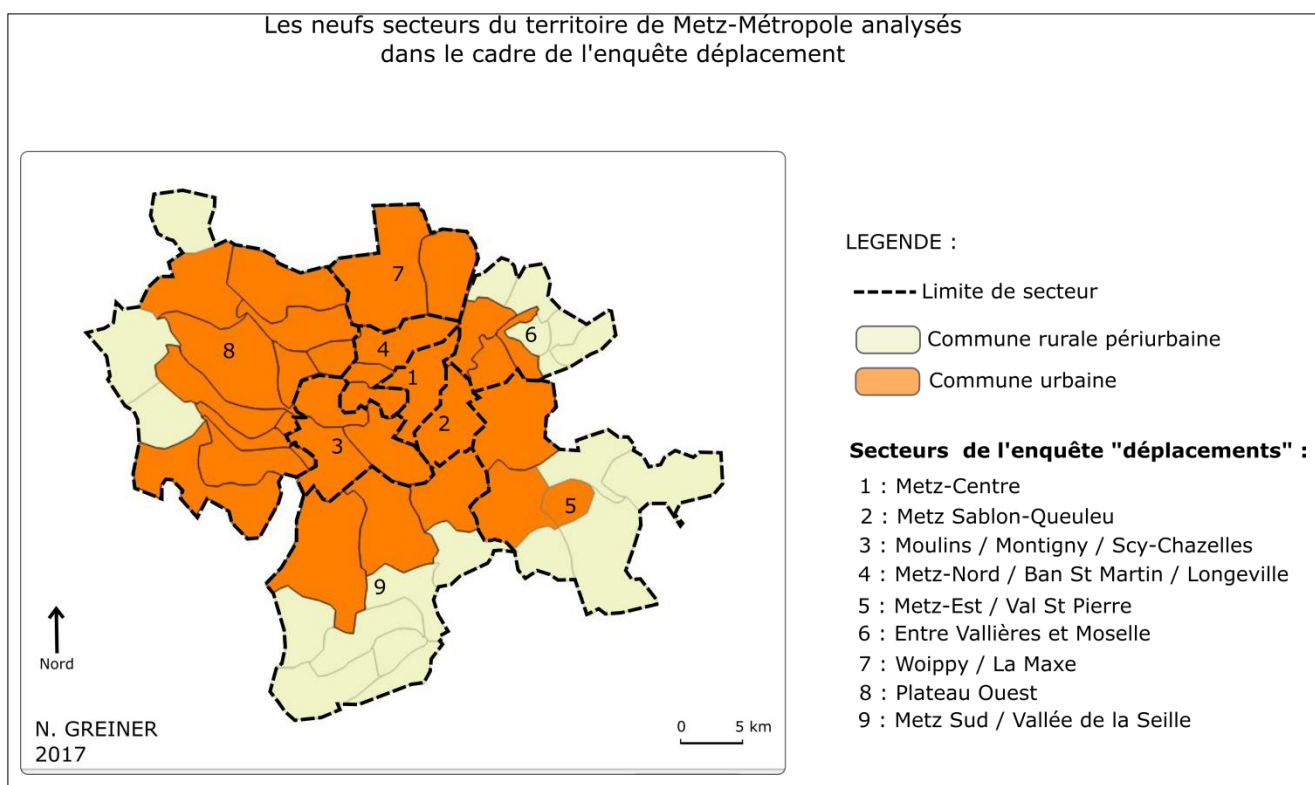 Les neufs secteurs du territoire de Metz-Métropole analysés
dans le cadre de l'enquête déplacement
7
6
8
4
1
2
3
5
9
Nord
N. GREINER
2017
0 5 km
LEGENDE :
Limite de secteur
Commune rurale périurbaine
Commune urbaine
Secteurs de l'enquête "déplacements" :
1 : Metz-Centre
2 : Metz Sablon-Queuleu
3 : Moulins / Montigny / Scy-Chazelles
4 : Metz-Nord / Ban St Martin / Longeville
5 : Metz-Est / Val St Pierre
6 : Entre Vallières et Moselle
7 : Woippy / La Maxe
8 : Plateau Ouest
9 : Metz Sud / Vallée de la Seille